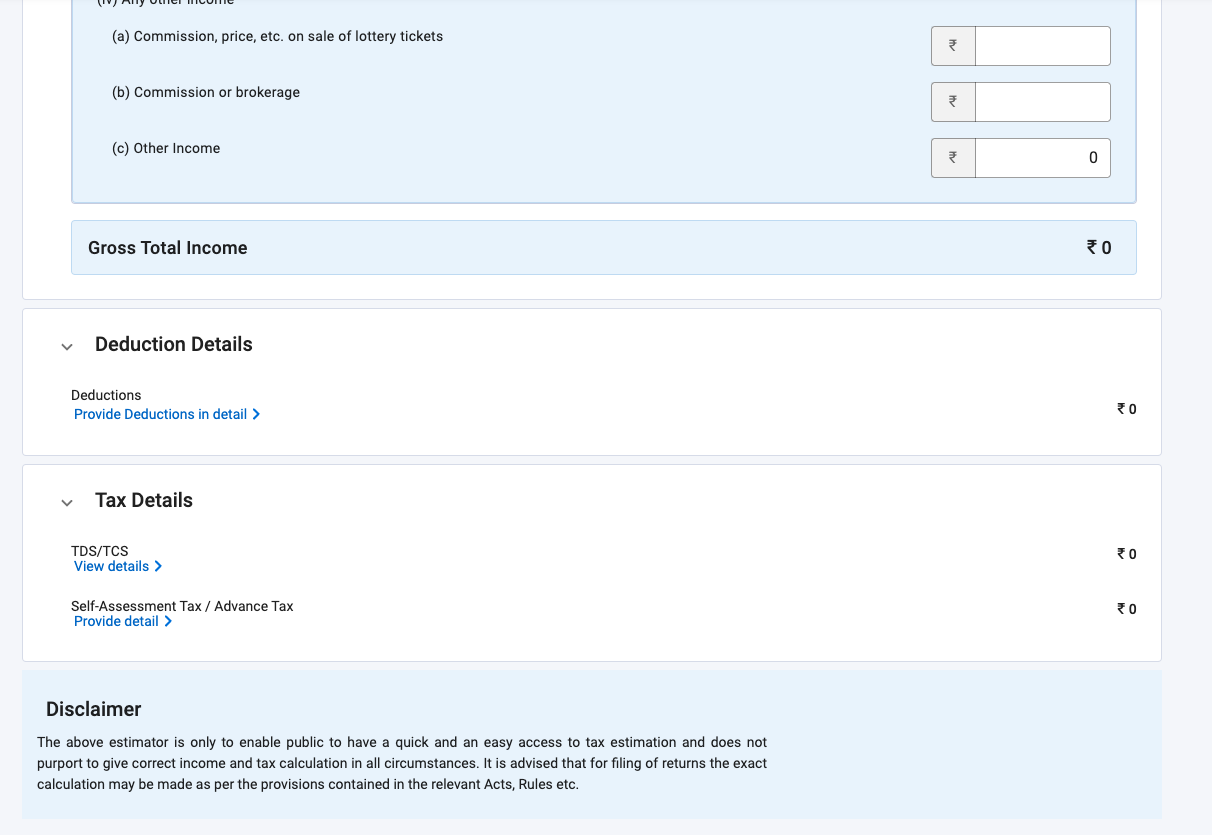 (iv) Any other Income
(a) Commission, price, etc. on sale of lottery tickets
₹
(b) Commission or brokerage
₹
(c) Other Income
₹ 0
Gross Total Income ₹ 0
Deduction Details
Deductions
Provide Deductions in detail
₹ 0
Tax Details
TDS/TCS
View details
₹ 0
Self-Assessment Tax / Advance Tax
Provide detail
₹ 0
Disclaimer
The above estimator is only to enable public to have a quick and an easy access to tax estimation and does not
purport to give correct income and tax calculation in all circumstances. It is advised that for filing of returns the exact
calculation may be made as per the provisions contained in the relevant Acts, Rules etc.